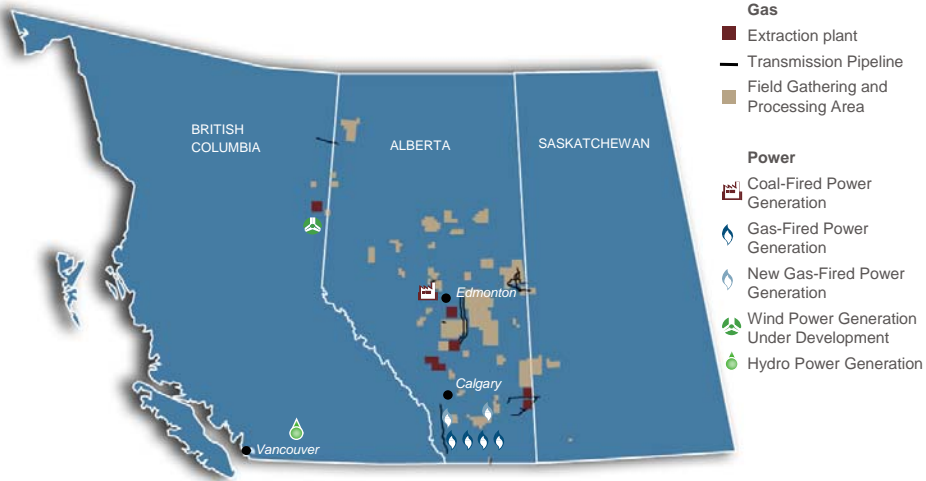 BRITISH
COLUMBIA
ALBERTA
SASKATCHEWAN
Edmonton
Calgary
Vancouver
Gas
Extraction plant
Transmission Pipeline
Field Gathering and
Processing Area
Power
Coal-Fired Power
Generation
Gas-Fired Power
Generation
New Gas-Fired Power
Generation
Wind Power Generation
Under Development
Hydro Power Generation